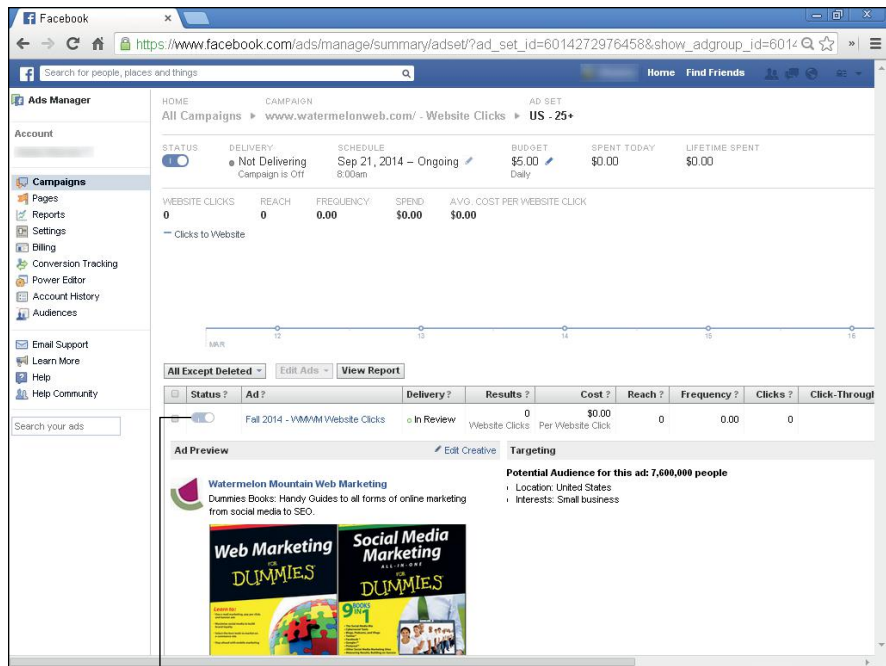 Facebook
https://www.facebook.com/ads/manage/summary/adset/?ad_set_id=6014272976458&show_adgroup_id=6014
Search for people, places and things
Home Find Friends
Ads Manager
Account
Campaigns
Pages
Reports
Settings
Billing
Conversion Tracking
Power Editor
Account History
Audiences
Email Support
Learn More
Help
Help Community
Search your ads
HOME CAMPAIGN AD SET
All Campaigns www.watermelonweb.com/ - Website Clicks US - 25+
STATUS DELIVERY SCHEDULE BUDGET SPENT TODAY LIFETIME SPENT
Not Delivering Sep 21, 2014 – Ongoing $5.00 $0.00 $0.00
Campaign is Off 8:00am Daily
WEBSITE CLICKS REACH FREQUENCY SPEND AVG. COST PER WEBSITE CLICK
0 0 0.00 $0.00 $0.00
Clicks to Website
MAR 12 13 14 15 16
All Except Deleted Edit Ads View Report
Status ? Ad ? Delivery ? Results ? Cost ? Reach ? Frequency ? Clicks ? Click-Through
Fall 2014 - WMWM Website Clicks In Review 0 $0.00 0 0.00 0
Website Clicks Per Website Click
Ad Preview Edit Creative Targeting
Potential Audience for this ad: 7,600,000 people
Location: United States
Interests: Small business
Watermelon Mountain Web Marketing
Dummies Books: Handy Guides to all forms of online marketing
from social media to SEO.
Web Marketing
FOR
DUMMIES
Social Media
Marketing
ALL-IN-ONE
FOR
DUMMIES
9 BOOKS
IN 1